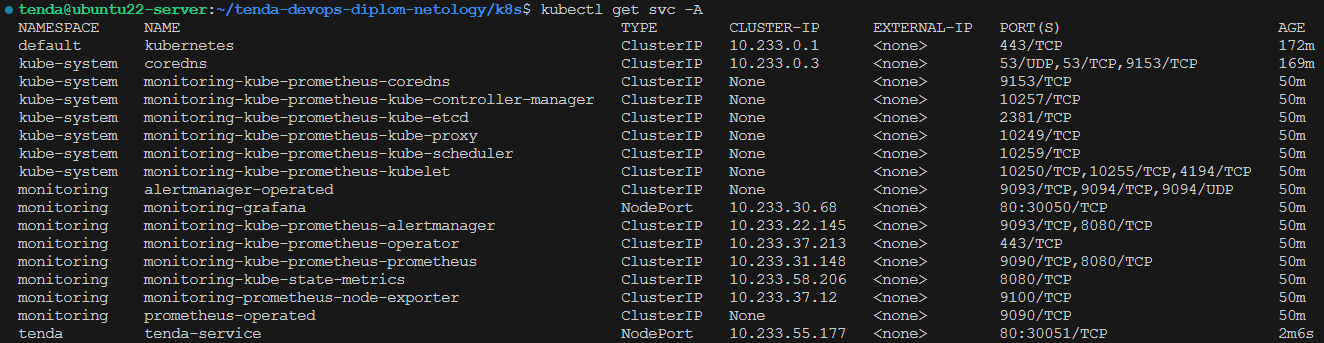 tenda@ubuntu22-server:~/tenda-devops-diplom-netology/k8s$ kubectl get svc -A
NAMESPACE NAME TYPE CLUSTER-IP EXTERNAL-IP PORT(S) AGE
default kubernetes ClusterIP 10.233.0.1 <none> 443/TCP 172m
kube-system coredns ClusterIP 10.233.0.3 <none> 53/UDP,53/TCP,9153/TCP 169m
kube-system monitoring-kube-prometheus-coredns ClusterIP None <none> 9153/TCP 50m
kube-system monitoring-kube-prometheus-kube-controller-manager ClusterIP None <none> 10257/TCP 50m
kube-system monitoring-kube-prometheus-kube-etcd ClusterIP None <none> 2381/TCP 50m
kube-system monitoring-kube-prometheus-kube-proxy ClusterIP None <none> 10249/TCP 50m
kube-system monitoring-kube-prometheus-kube-scheduler ClusterIP None <none> 10259/TCP 50m
kube-system monitoring-kube-prometheus-kubelet ClusterIP None <none> 10250/TCP,10255/TCP,4194/TCP 50m
monitoring alertmanager-operated ClusterIP None <none> 9093/TCP,9094/TCP,9094/UDP 50m
monitoring monitoring-grafana NodePort 10.233.30.68 <none> 80:30050/TCP 50m
monitoring monitoring-kube-prometheus-alertmanager ClusterIP 10.233.22.145 <none> 9093/TCP,8080/TCP 50m
monitoring monitoring-kube-prometheus-operator ClusterIP 10.233.37.213 <none> 443/TCP 50m
monitoring monitoring-kube-prometheus-prometheus ClusterIP 10.233.31.148 <none> 9090/TCP,8080/TCP 50m
monitoring monitoring-kube-state-metrics ClusterIP 10.233.58.206 <none> 8080/TCP 50m
monitoring monitoring-prometheus-node-exporter ClusterIP 10.233.37.12 <none> 9100/TCP 50m
monitoring prometheus-operated ClusterIP None <none> 9090/TCP 50m
tenda tenda-service NodePort 10.233.55.177 <none> 80:30051/TCP 2m6s